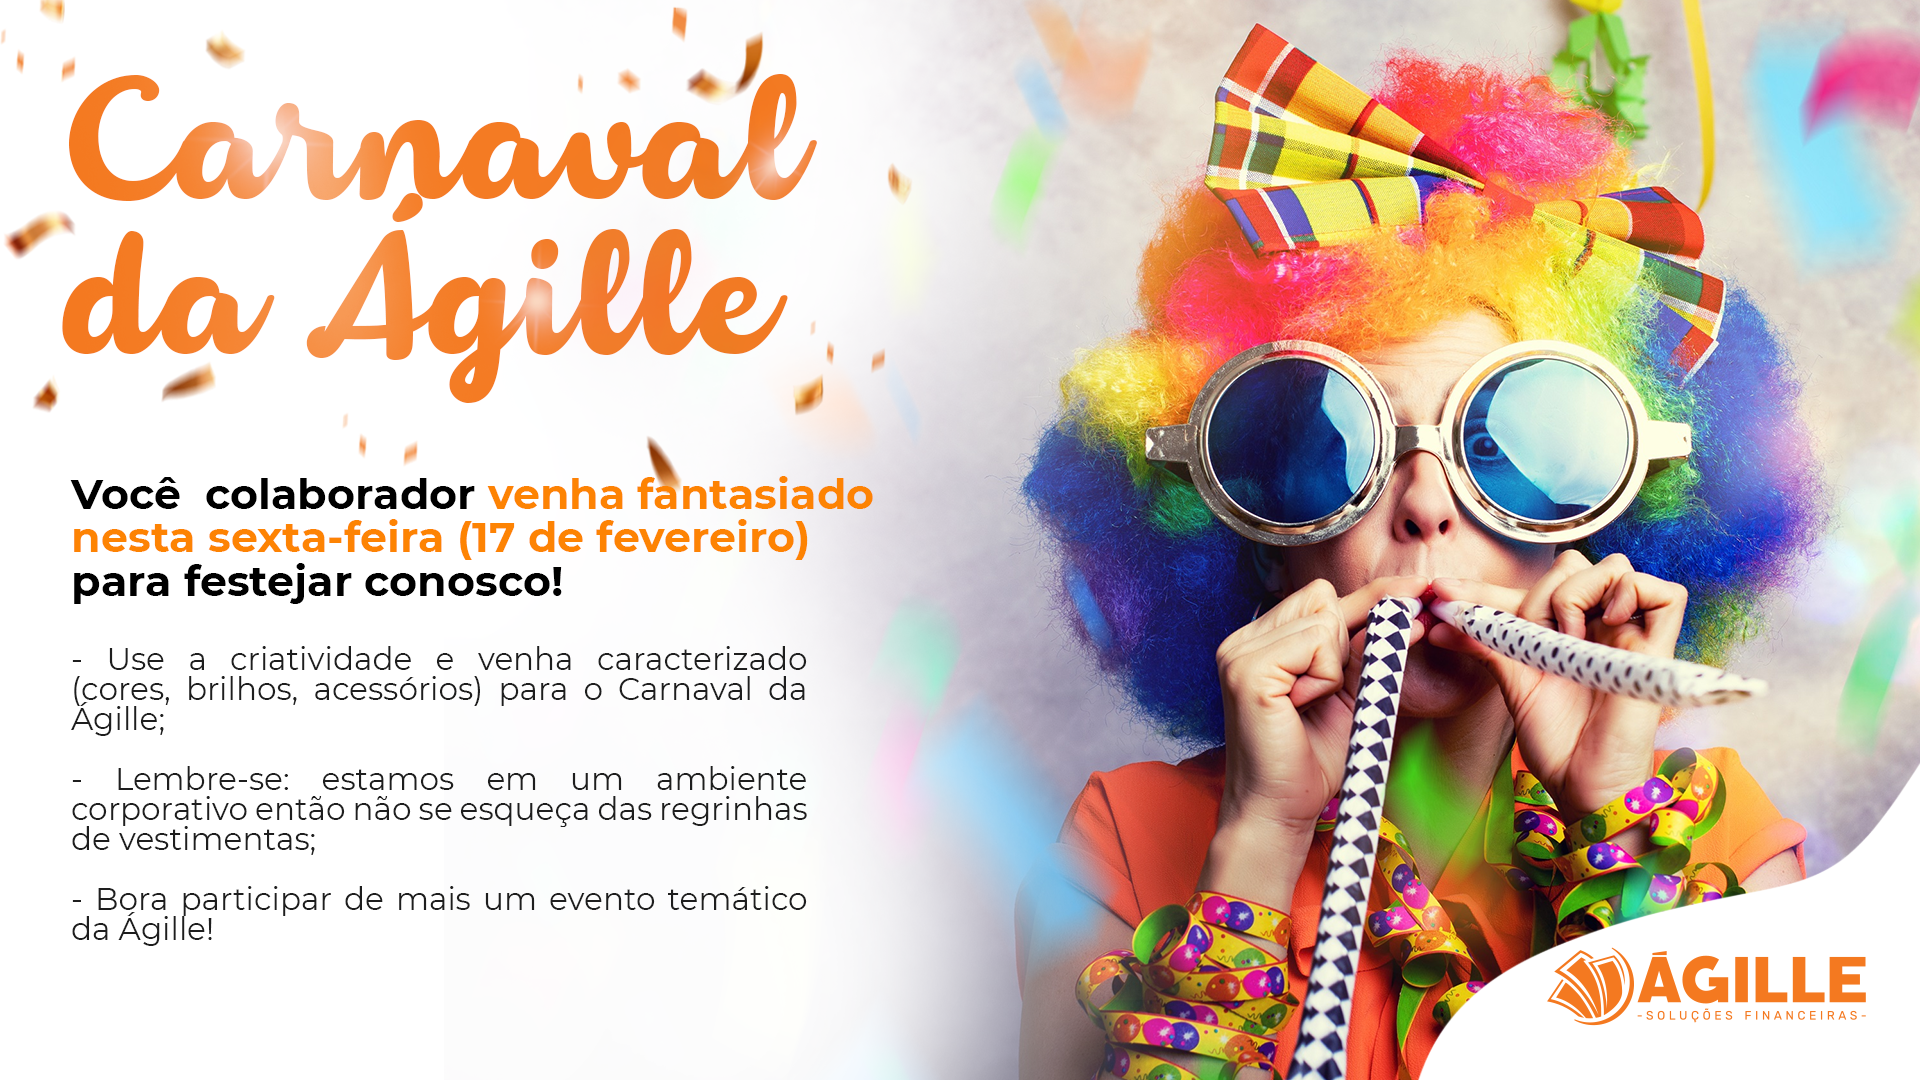 Carnaval
da Ágille
Você colaborador venha fantasiado
nesta sexta-feira (17 de fevereiro)
para festejar conosco!
- Use a criatividade e venha caracterizado
(cores, brilhos, acessórios) para o Carnaval da
Ágille;
- Lembre-se: estamos em um ambiente
corporativo então não se esqueça das regrinhas
de vestimentas;
- Bora participar de mais um evento temático
da Ágille!
ÁGILLE
-SOLUÇÕES FINANCEIRAS-